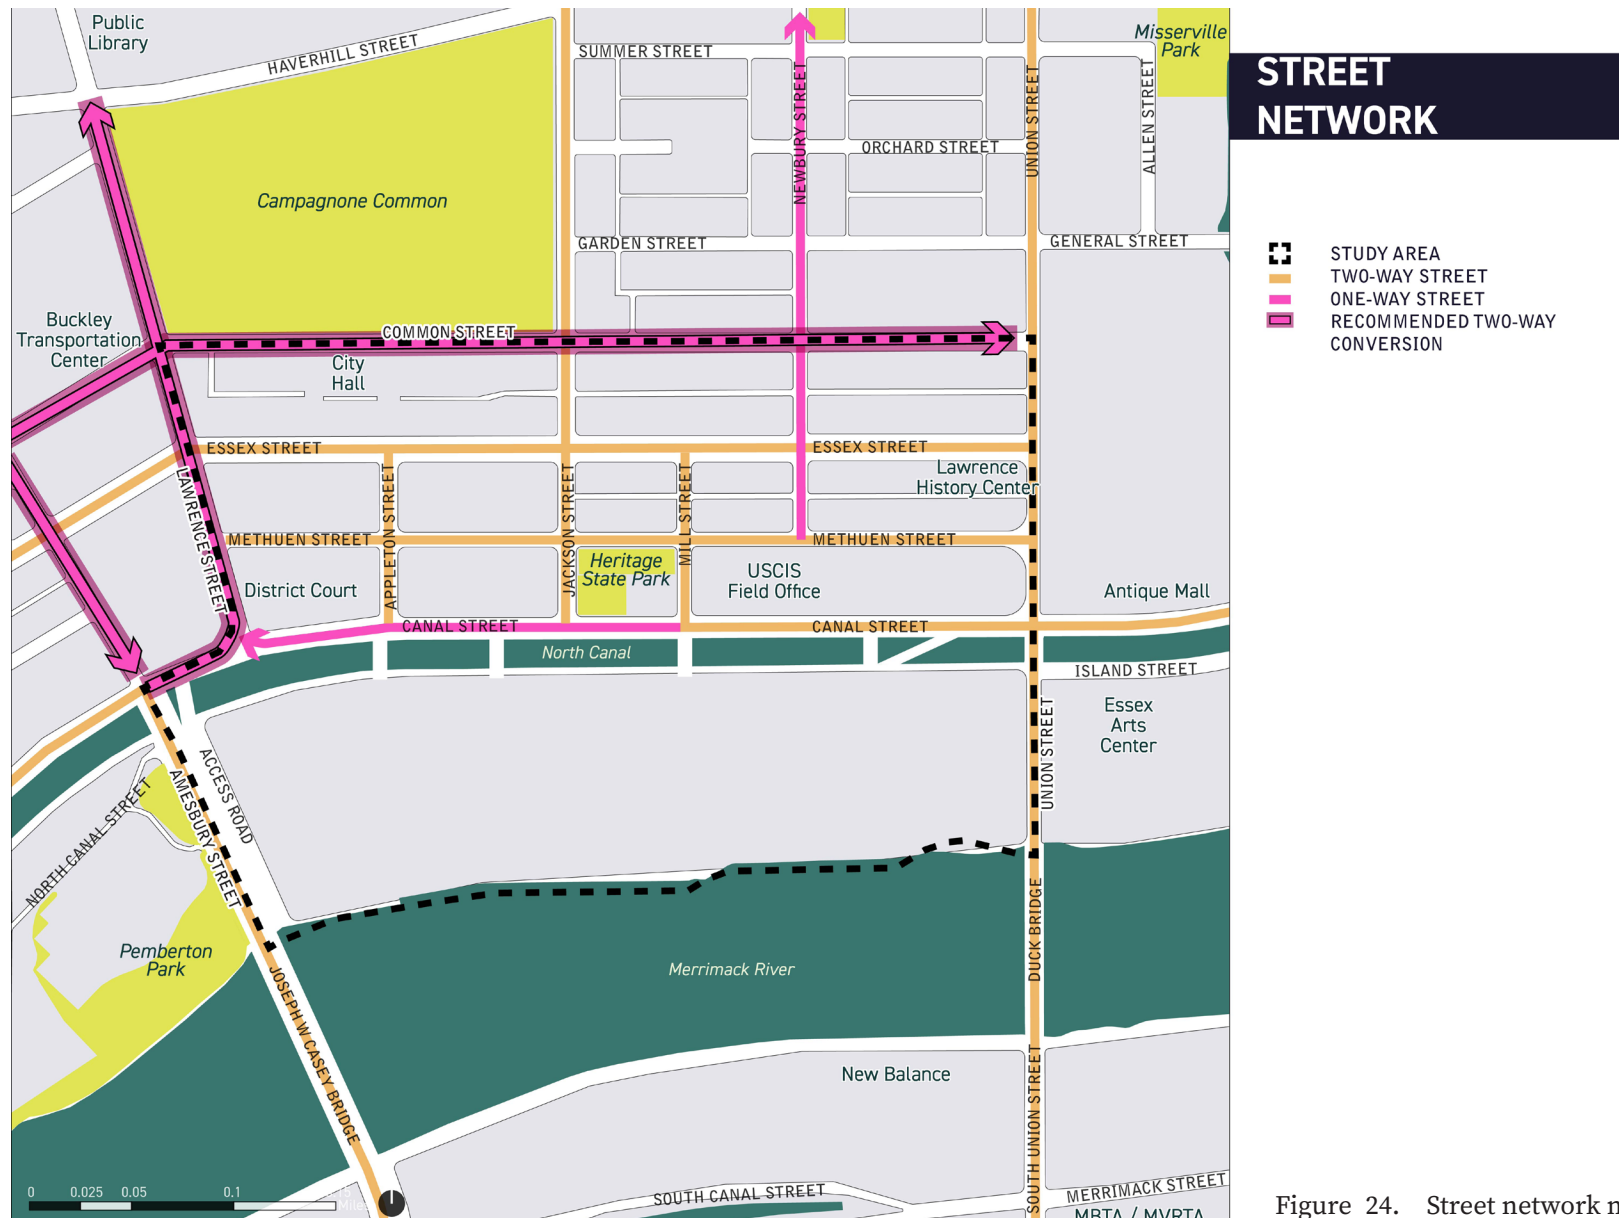 Public
Library
HAVERHILL STREET
SUMMER STREET
Misserville
Park
STREET
NETWORK
NEWBURY STREET
UNION STREET
ALLEN STREET
ORCHARD STREET
Campagnone Common
GARDEN STREET
GENERAL STREET
STUDY AREA
TWO-WAY STREET
ONE-WAY STREET
RECOMMENDED TWO-WAY
CONVERSION
Buckley
Transportation
Center
COMMON STREET
City
Hall
ESSEX STREET
ESSEX STREET
Lawrence
History Center
LAWRENCE STREET
APPLETON STREET
JACKSON STREET
MILL STREET
METHUEN STREET
METHUEN STREET
Heritage
State Park
USCIS
Field Office
District Court
Antique Mall
CANAL STREET
CANAL STREET
North Canal
ISLAND STREET
Essex
Arts
Center
UNION STREET
ACCESS ROAD
AMESBURY STREET
NORTH CANAL STREET
Pemberton
Park
Merrimack River
DUCK BRIDGE
JOSEPH W CASEY BRIDGE
New Balance
SOUTH UNION STREET
SOUTH CANAL STREET
MERRIMACK STREET
MBTA / MVRTA
0 0.025 0.05 0.1
Figure 24. Street network